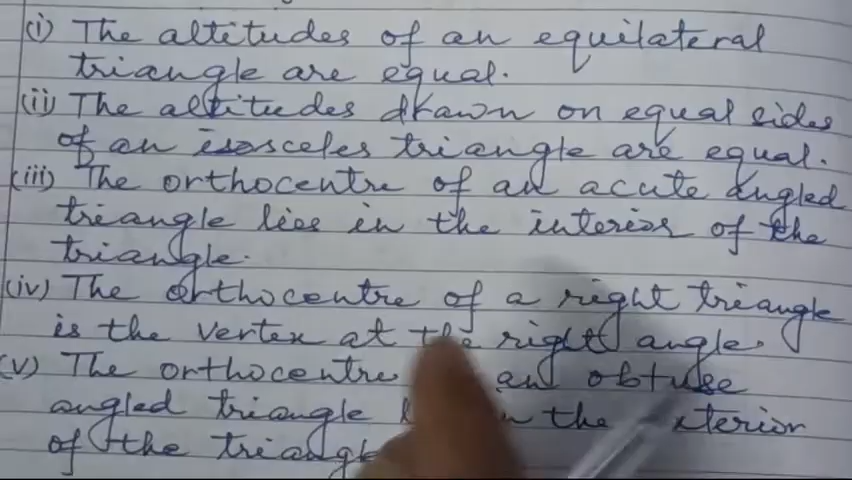 (i) The altitudes of an equilateral
triangle are equal.
(ii) The altitudes drawn on equal sides
of an isosceles triangle are equal.
(iii) The orthocentre of an acute angled
triangle lies in the interior of the
triangle.
(iv) The orthocentre of a right triangle
is the vertex at the right angle.
(v) The orthocentre an obtuse
angled triangle the xterior
of the triangle